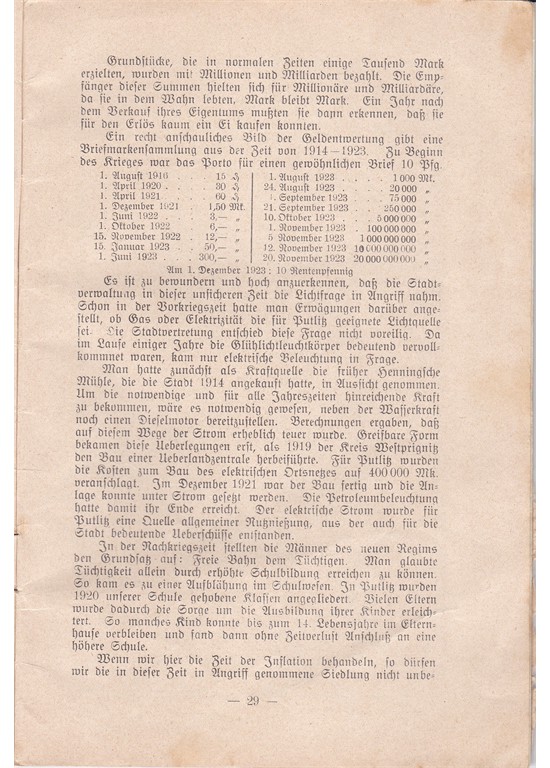 Grundstücke, die in normalen Zeiten einige Tausend Mark
erzielten, wurden mit Millionen und Milliarden bezahlt. Die Emp-
fänger dieser Summen hielten sich für Millionäre und Milliardäre,
da sie in dem Wahn lebten, Mark bleibt Mark. Ein Jahr nach
dem Verkauf ihres Eigentums mußten sie dann erkennen, daß sie
für den Erlös kaum ein Ei kaufen konnten.
Ein recht anschauliches Bild der Geldentwertung gibt eine
Briefmarkensammlung aus der Zeit von 1914–1923. Zu Beginn
des Krieges war das Porto für einen gewöhnlichen Brief 10 Pfg.
1. August 1916 . . . 15 ₰
1. April 1920 . . . . 30 ₰
1. April 1921 . . . . 60 ₰
1. Dezember 1921 . 1,50 Mk.
1. Juni 1922 . . . . 3,— „
1. Oktober 1922 . . . 6,— „
15. November 1922 . 12,— „
15. Januar 1923 . . 50,— „
1. Juni 1923 . . . 300,— „
1. August 1923 . . . . 1 000 Mk.
24. August 1923 . . . . 20 000 „
1. September 1923 . . . 75 000 „
21. September 1923 . . . 250 000 „
10. Oktober 1923 . . . 5 000 000 „
1. November 1923 . 100 000 000 „
5 November 1923 1 000 000 000 „
12. November 1923 10 000 000 000 „
20. November 1923 20 000 000 000 „
Am 1. Dezember 1923: 10 Rentenpfennig
Es ist zu bewundern und hoch anzuerkennen, daß die Stadt-
verwaltung in dieser unsicheren Zeit die Lichtfrage in Angriff nahm.
Schon in der Vorkriegszeit hatte man Erwägungen darüber ange-
stellt, ob Gas oder Elektrizität die für Putlitz geeignete Lichtquelle
sei. Die Stadtvertretung entschied diese Frage nicht voreilig. Da
im Laufe einiger Jahre die Glühlichtleuchtkörper bedeutend vervoll-
kommnet waren, kam nur elektrische Beleuchtung in Frage.
Man hatte zunächst als Kraftquelle die früher Henningsche
Mühle, die die Stadt 1914 angekauft hatte, in Aussicht genommen.
Um die notwendige und für alle Jahreszeiten hinreichende Kraft
zu bekommen, wäre es notwendig gewesen, neben der Wasserkraft
noch einen Dieselmotor bereitzustellen. Berechnungen ergaben, daß
auf diesem Wege der Strom erheblich teuer wurde. Greifbare Form
bekamen diese Ueberlegungen erst, als 1919 der Kreis Westprignitz
den Bau einer Ueberlandzentrale herbeiführte. Für Putlitz wurden
die Kosten zum Bau des elektrischen Ortsnetzes auf 400 000 Mk.
veranschlagt. Im Dezember 1921 war der Bau fertig und die An-
lage konnte unter Strom gesetzt werden. Die Petroleumbeleuchtung
hatte damit ihr Ende erreicht. Der elektrische Strom wurde für
Putlitz eine Quelle allgemeiner Nutznießung, aus der auch für die
Stadt bedeutende Ueberschüsse entstanden.
In der Nachkriegszeit stellten die Männer des neuen Regims
den Grundsatz auf: Freie Bahn dem Tüchtigen. Man glaubte
Tüchtigkeit allein durch erhöhte Schulbildung erreichen zu können.
So kam es zu einer Aufblähung im Schulwesen. In Putlitz wurden
1920 unserer Schule gehobene Klassen angegliedert. Vielen Eltern
wurde dadurch die Sorge um die Ausbildung ihrer Kinder erleich-
tert. So manches Kind konnte bis zum 14. Lebensjahre im Eltern-
hause verbleiben und fand dann ohne Zeitverlust Anschluß an eine
höhere Schule.
Wenn wir hier die Zeit der Inflation behandeln, so dürfen
wir die in dieser Zeit in Angriff genommene Siedlung nicht unbe-
— 29 —